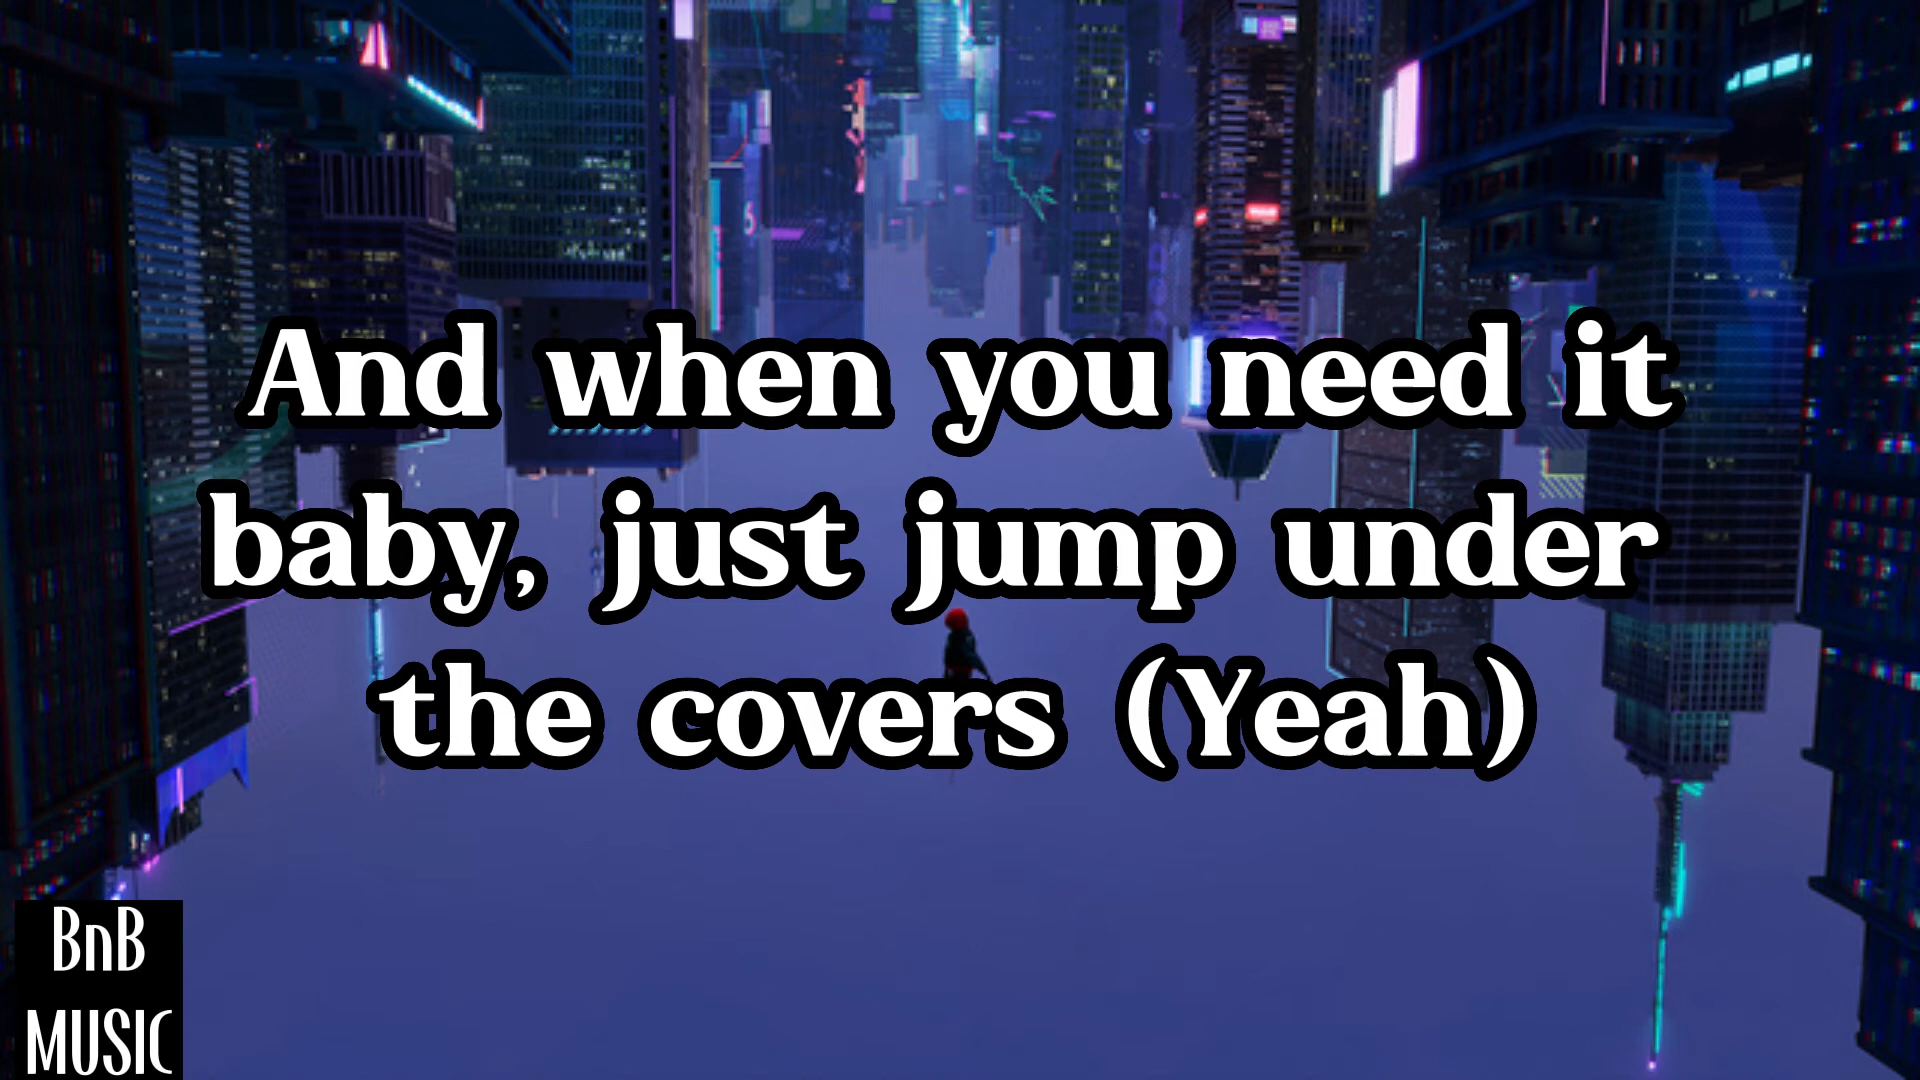 And when you need it
baby, just jump under
the covers (Yeah)
BnB
MUSIC